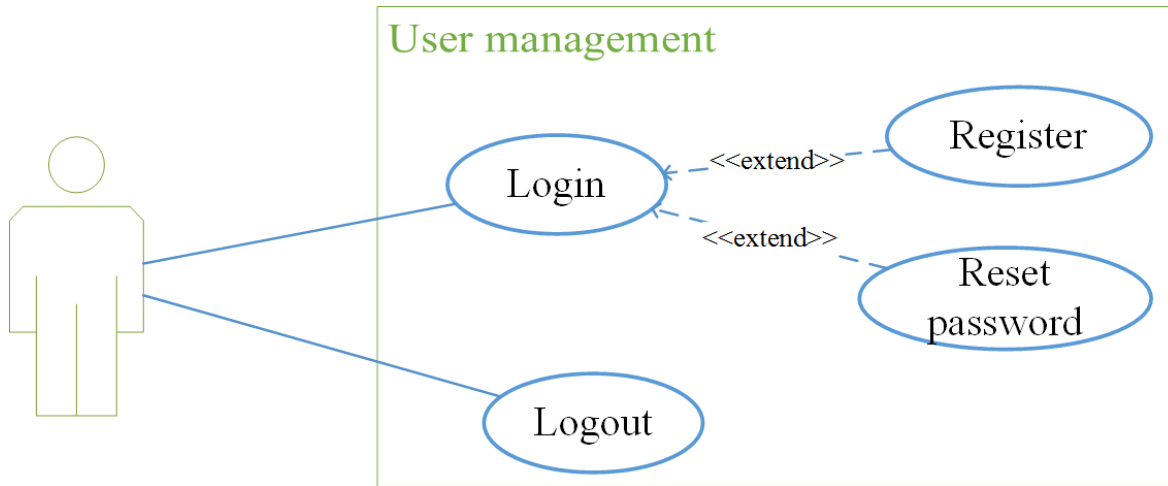 User management
Register
<<extend>>
Login
<<extend>>
Reset
password
Logout